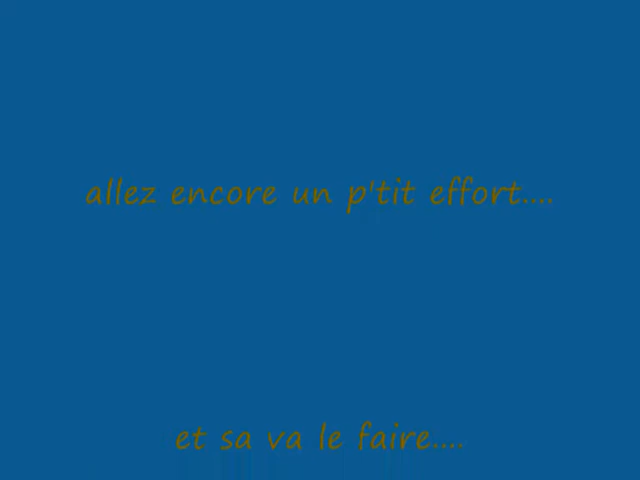 allez encore un p'tit effort....
et sa va le faire....